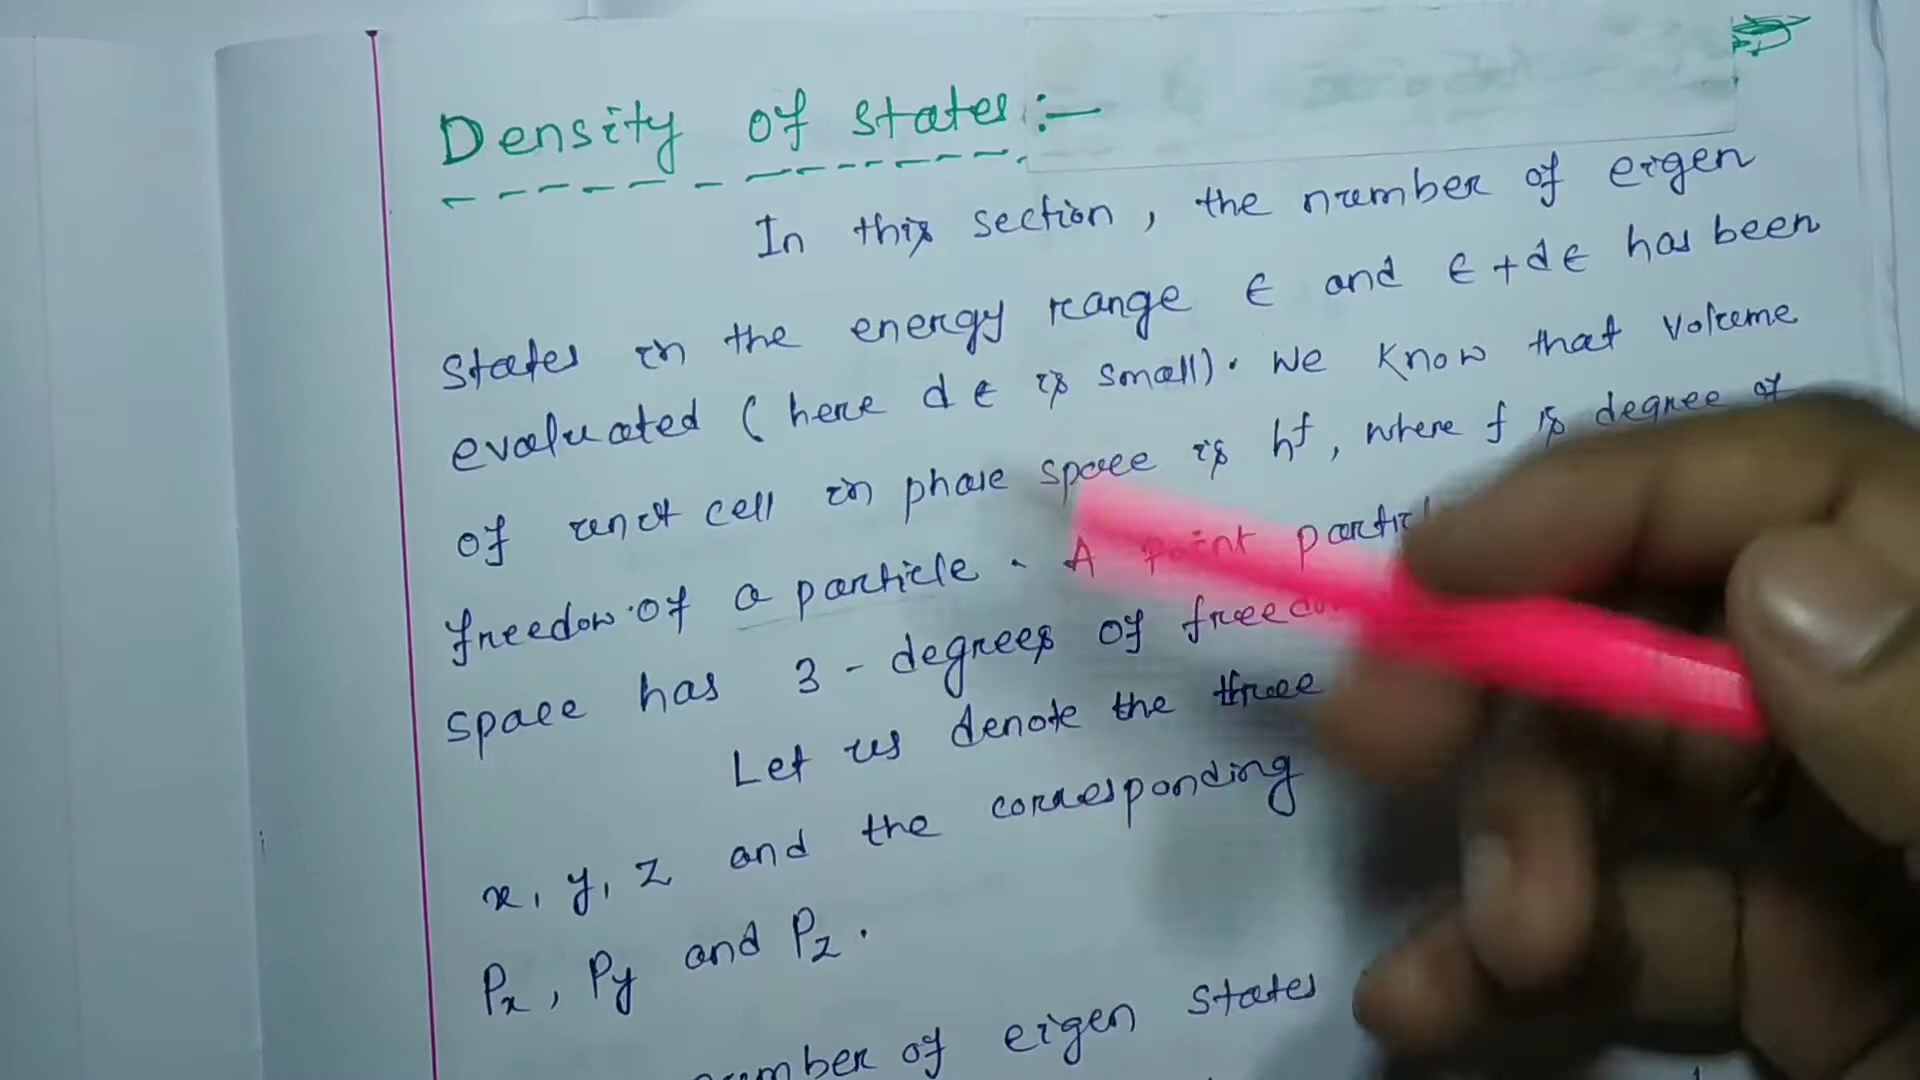 Density of states :-
In this section, the number of eigen
states in the energy range ϵ and ϵ+dϵ has been
evaluated (here dϵ is small). We know that volume
of unit cell in phase space is hᶠ, where f is degree of
freedom of a particle. A point
space has 3-degrees of
Let us denote the three
x, y, z and the corresponding
Pₓ, Py and Pz.
number of eigen states